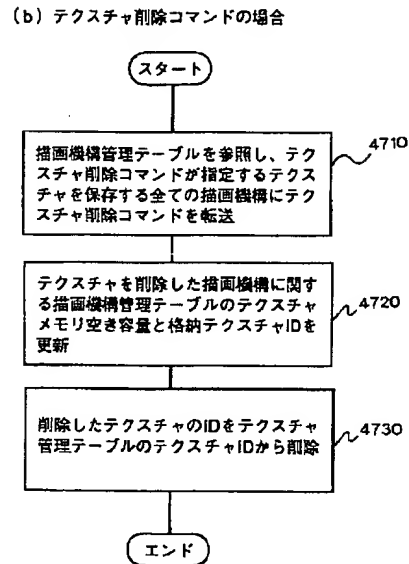 (b) テクスチャ削除コマンドの場合
スタート
描画機構管理テーブルを参照し、テク
スチャ削除コマンドが指定するテクス
チャを保存する全ての描画機構にテク
スチャ削除コマンドを転送
4710
テクスチャを削除した描画機構に関す
る描画機構管理テーブルのテクスチャ
メモリ空き容量と格納テクスチャIDを
更新
4720
削除したテクスチャのIDをテクスチャ
管理テーブルのテクスチャIDから削除
4730
エンド